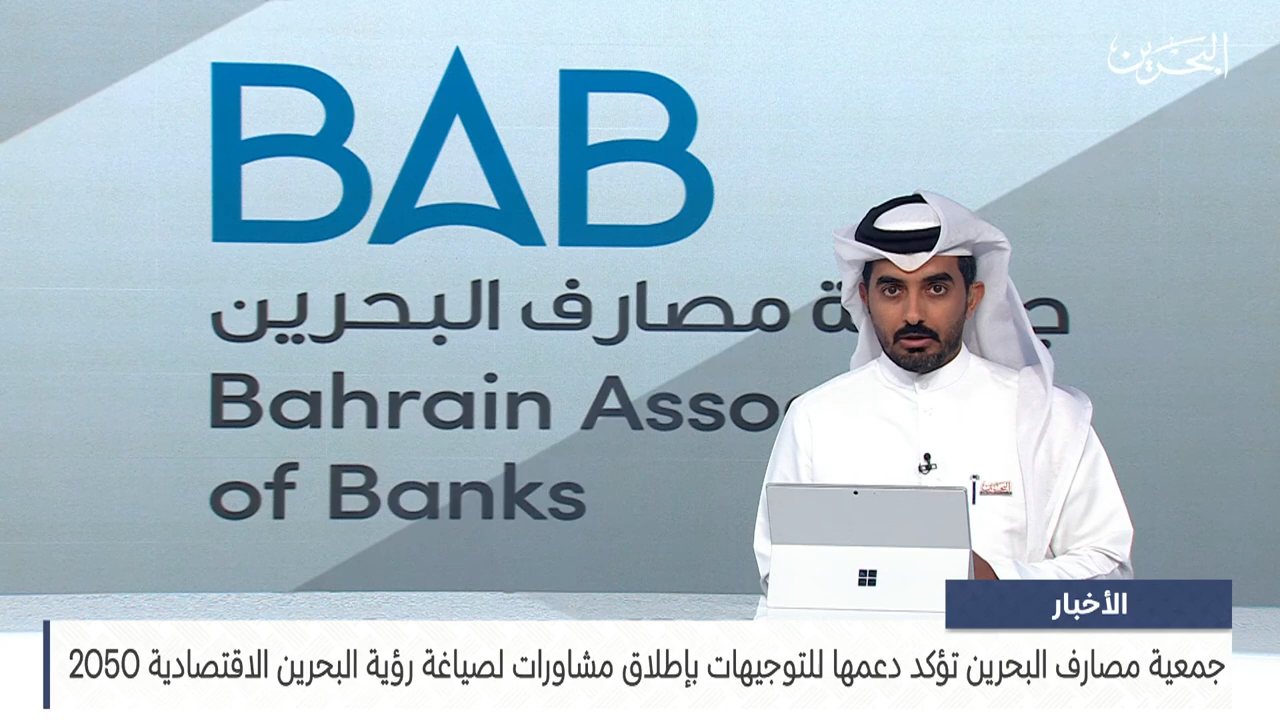 البحرين
BAB
مصارف البحرين
Bahrain Asso
of Banks
البحرين
الأخبار
جمعية مصارف البحرين تؤكد دعمها للتوجيهات بإطلاق مشاورات لصياغة رؤية البحرين الاقتصادية 2050